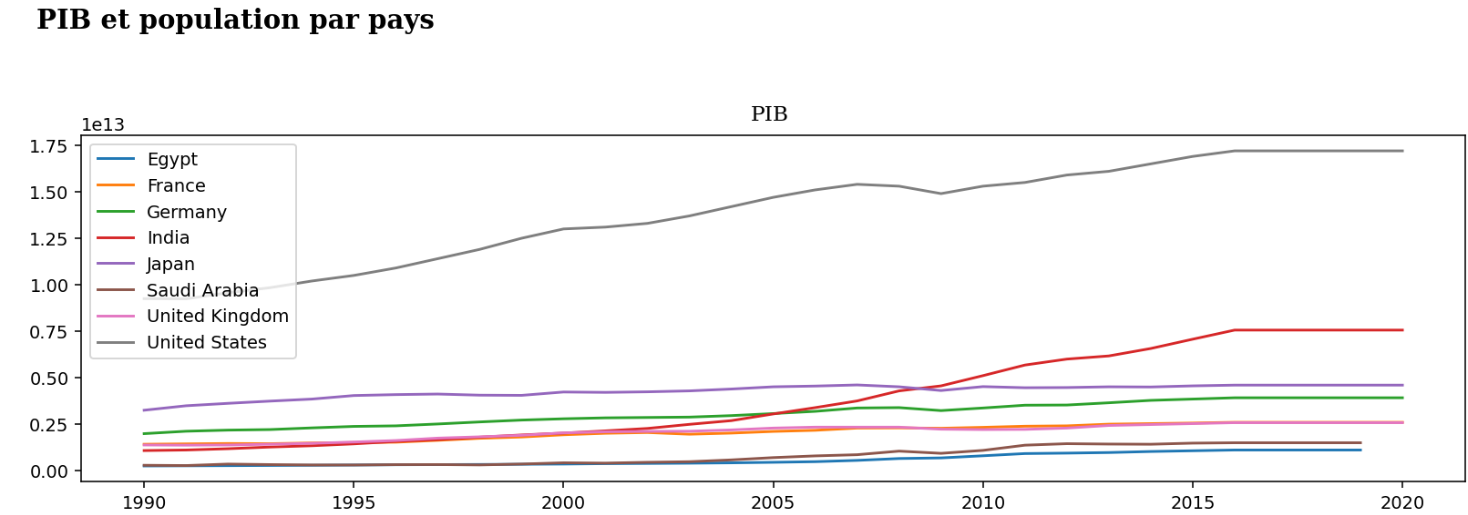 PIB et population par pays
PIB
1e13
1.75
1.50
1.25
1.00
0.75
0.50
0.25
0.00
Egypt
France
Germany
India
Japan
Saudi Arabia
United Kingdom
United States
1990 1995 2000 2005 2010 2015 2020